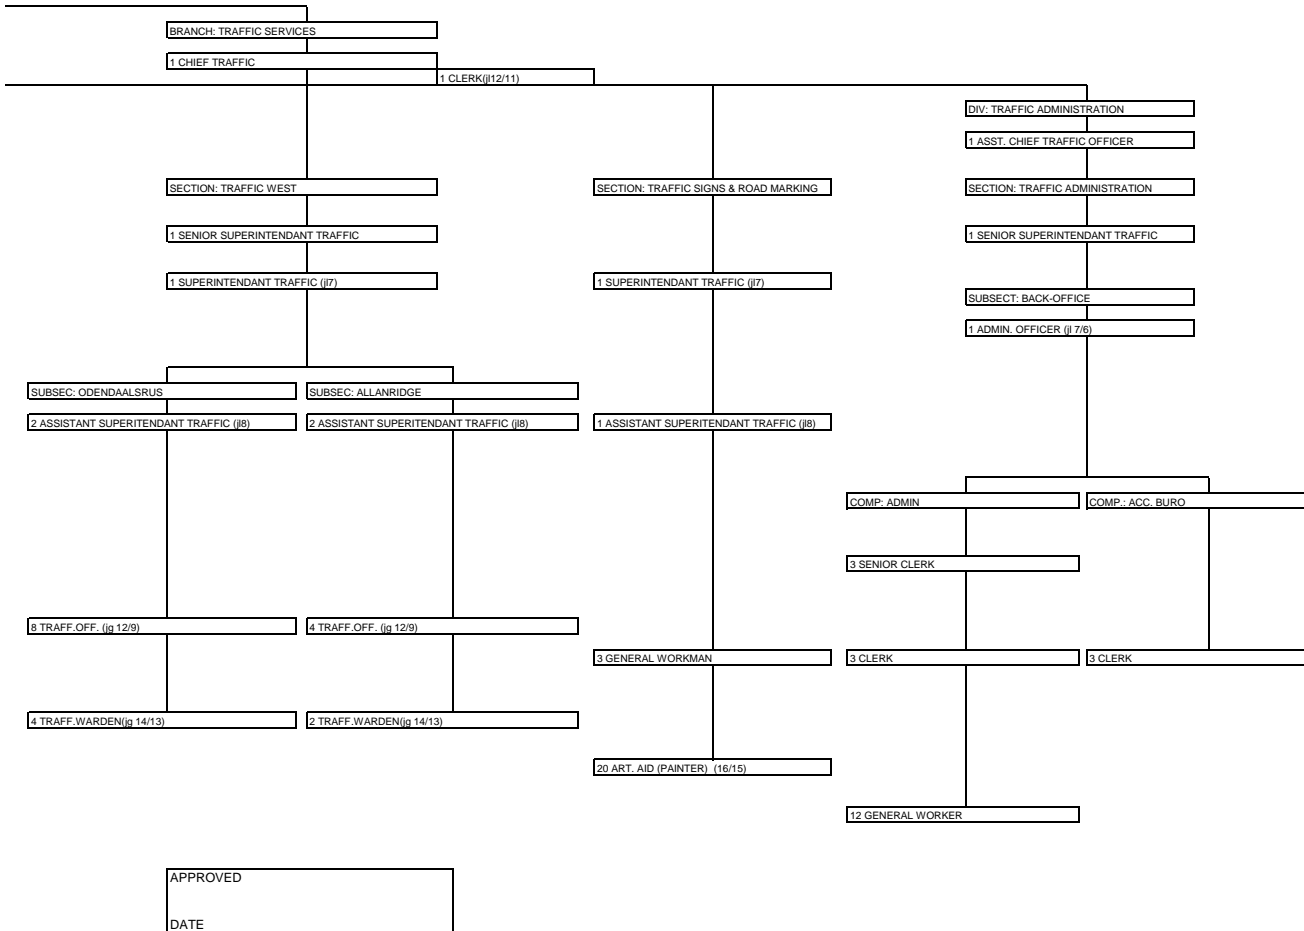 BRANCH: TRAFFIC SERVICES
1 CHIEF TRAFFIC
1 CLERK(jl12/11)
DIV: TRAFFIC ADMINISTRATION
1 ASST. CHIEF TRAFFIC OFFICER
SECTION: TRAFFIC WEST
SECTION: TRAFFIC SIGNS & ROAD MARKING
SECTION: TRAFFIC ADMINISTRATION
1 SENIOR SUPERINTENDANT TRAFFIC
1 SENIOR SUPERINTENDANT TRAFFIC
1 SUPERINTENDANT TRAFFIC (jl7)
1 SUPERINTENDANT TRAFFIC (jl7)
SUBSECT: BACK-OFFICE
1 ADMIN. OFFICER (jl 7/6)
SUBSEC: ODENDAALSRUS
SUBSEC: ALLANRIDGE
2 ASSISTANT SUPERITENDANT TRAFFIC (jl8)
2 ASSISTANT SUPERITENDANT TRAFFIC (jl8)
1 ASSISTANT SUPERITENDANT TRAFFIC (jl8)
COMP: ADMIN
COMP.: ACC. BURO
3 SENIOR CLERK
8 TRAFF.OFF. (jg 12/9)
4 TRAFF.OFF. (jg 12/9)
3 GENERAL WORKMAN
3 CLERK
3 CLERK
4 TRAFF.WARDEN(jg 14/13)
2 TRAFF.WARDEN(jg 14/13)
20 ART. AID (PAINTER) (16/15)
12 GENERAL WORKER
APPROVED
DATE